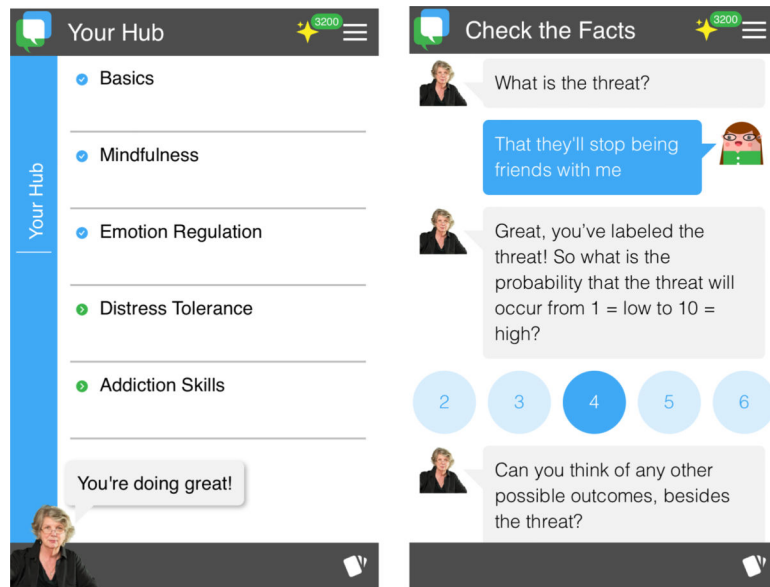 Your Hub
3200
Your Hub
Basics
Mindfulness
Emotion Regulation
Distress Tolerance
Addiction Skills
You're doing great!
Check the Facts
3200
What is the threat?
That they'll stop being
friends with me
Great, you've labeled the
threat! So what is the
probability that the threat will
occur from 1 = low to 10 =
high?
2 3 4 5 6
Can you think of any other
possible outcomes, besides
the threat?